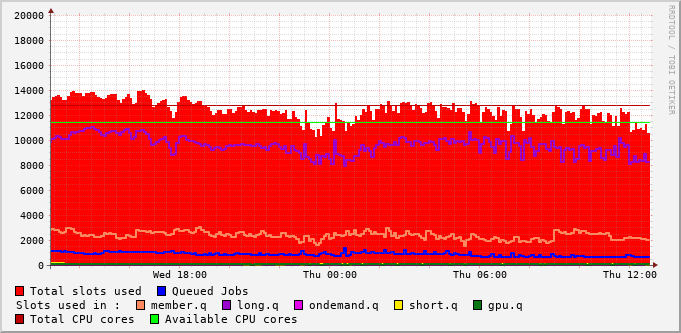 20000
18000
16000
14000
12000
10000
8000
6000
4000
2000
0
Wed 18:00 Thu 00:00 Thu 06:00 Thu 12:00
Total slots used Queued Jobs
Slots used in : member.q long.q ondemand.q short.q gpu.q
Total CPU cores Available CPU cores
RRDTOOL / TOBI OETIKER